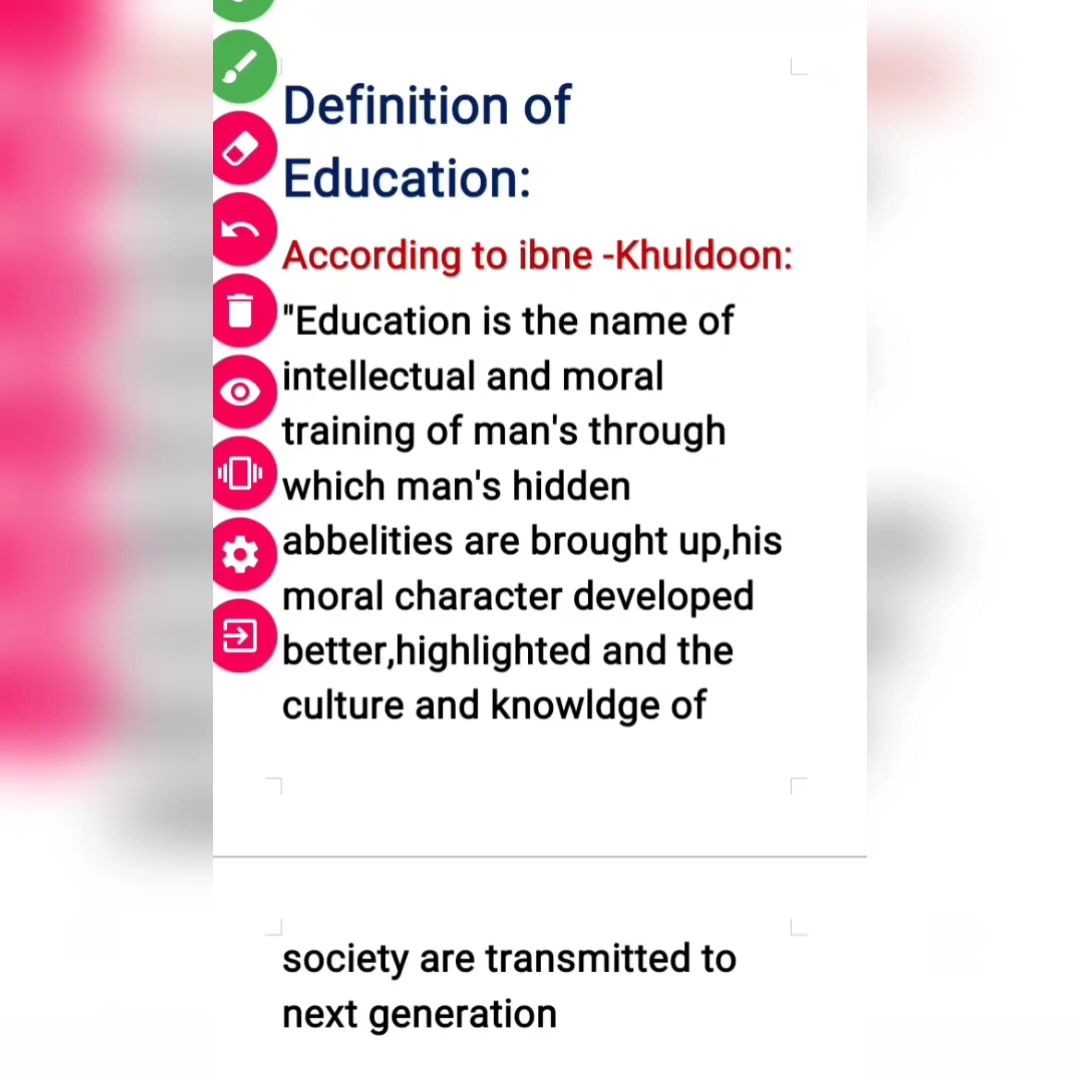 Definition of
Education:
According to ibne -Khuldoon:
"Education is the name of
intellectual and moral
training of man's through
which man's hidden
abbelities are brought up,his
moral character developed
better,highlighted and the
culture and knowldge of
society are transmitted to
next generation